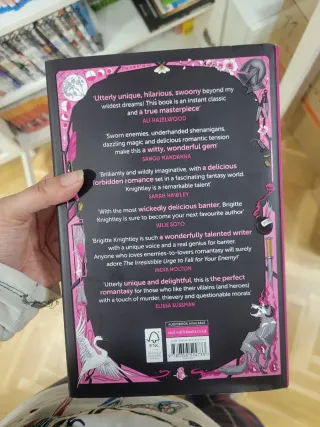 'Utterly unique, hilarious, swoony beyond my
wildest dreams! This book is an instant classic
and a true masterpiece'
ALI HAZELWOOD
'Sworn enemies, underhanded shenanigans,
dazzling magic and delicious romantic tension
make this a witty, wonderful gem'
SANGU MANDANNA
'Brilliantly and wildly imaginative, with a delicious
forbidden romance set in a fascinating world.
Knightley is a remarkable talent'
SARAH HAWLEY
'With the most wickedly delicious banter, Brigitte
Knightley is sure to become your next favourite author'
JULIE SOTO
'Brigitte Knightley is such a wonderfully talented writer
with a unique voice and a real genius for banter.
Anyone who loves enemies-to-lovers romantasy will surely
adore The Irresistible Urge to Fall for Your Enemy!'
INDIA HOLTON
'Utterly unique and delightful, this is the perfect
romantasy for those who like their villains (and heroes)
with a touch of murder, thievery and questionable morals'
ELISSA SUSSMAN
FSC